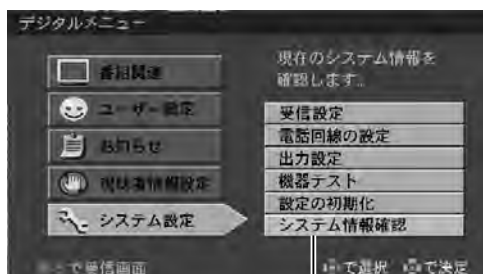 デジタルメニュー
番組関連
ユーザー設定
お知らせ
視聴者情報設定
システム設定
現在のシステム情報を
確認します。
受信設定
電話回線の設定
出力設定
機器テスト
設定の初期化
システム情報確認
で受信画面
で選択 で決定